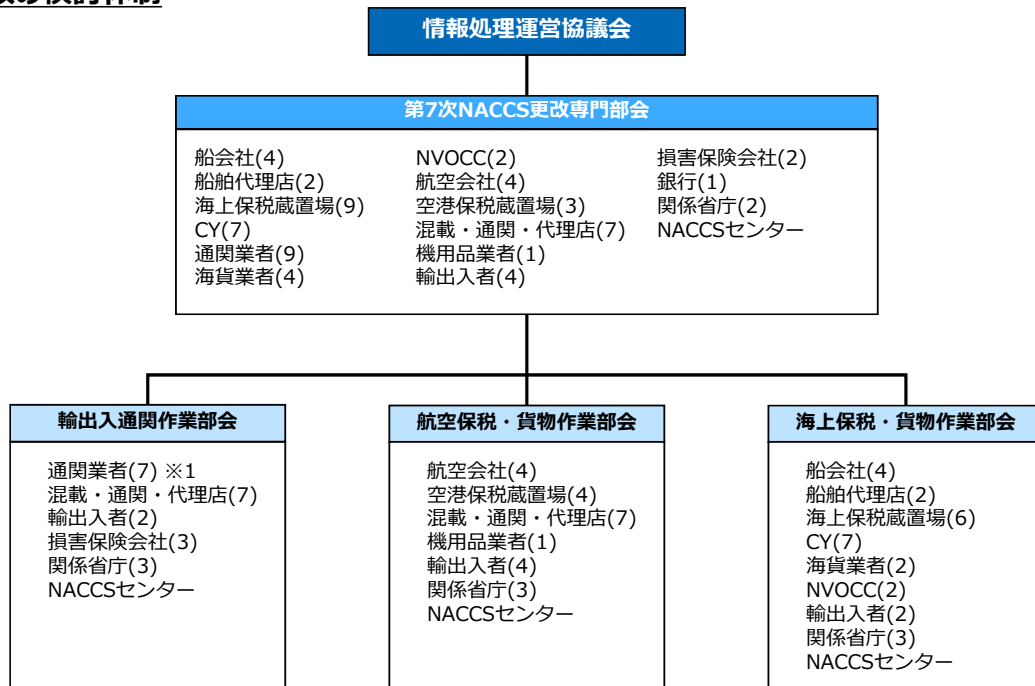 情報処理運営協議会
第7次NACCS更改専門部会
船会社(4)
船舶代理店(2)
海上保税蔵置場(9)
CY(7)
通関業者(9)
海貨業者(4)
NVOCC(2)
航空会社(4)
空港保税蔵置場(3)
混載・通関・代理店(7)
機用品業者(1)
輸出入者(4)
損害保険会社(2)
銀行(1)
関係省庁(2)
NACCSセンター
輸出入通関作業部会
通関業者(7) ※1
混載・通関・代理店(7)
輸出入者(2)
損害保険会社(3)
関係省庁(3)
NACCSセンター
航空保税・貨物作業部会
航空会社(4)
空港保税蔵置場(4)
混載・通関・代理店(7)
機用品業者(1)
輸出入者(4)
関係省庁(3)
NACCSセンター
海上保税・貨物作業部会
船会社(4)
船舶代理店(2)
海上保税蔵置場(6)
CY(7)
海貨業者(2)
NVOCC(2)
輸出入者(2)
関係省庁(3)
NACCSセンター